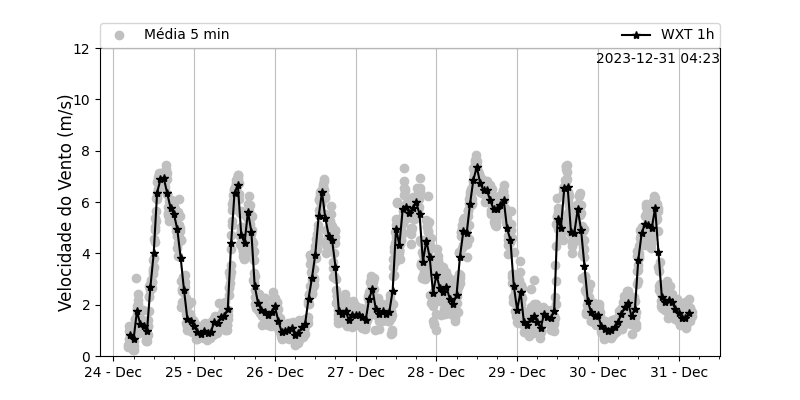 Média 5 min
WXT 1h
2023-12-31 04:23
Velocidade do Vento (m/s)
12
10
8
6
4
2
0
24 - Dec
25 - Dec
26 - Dec
27 - Dec
28 - Dec
29 - Dec
30 - Dec
31 - Dec